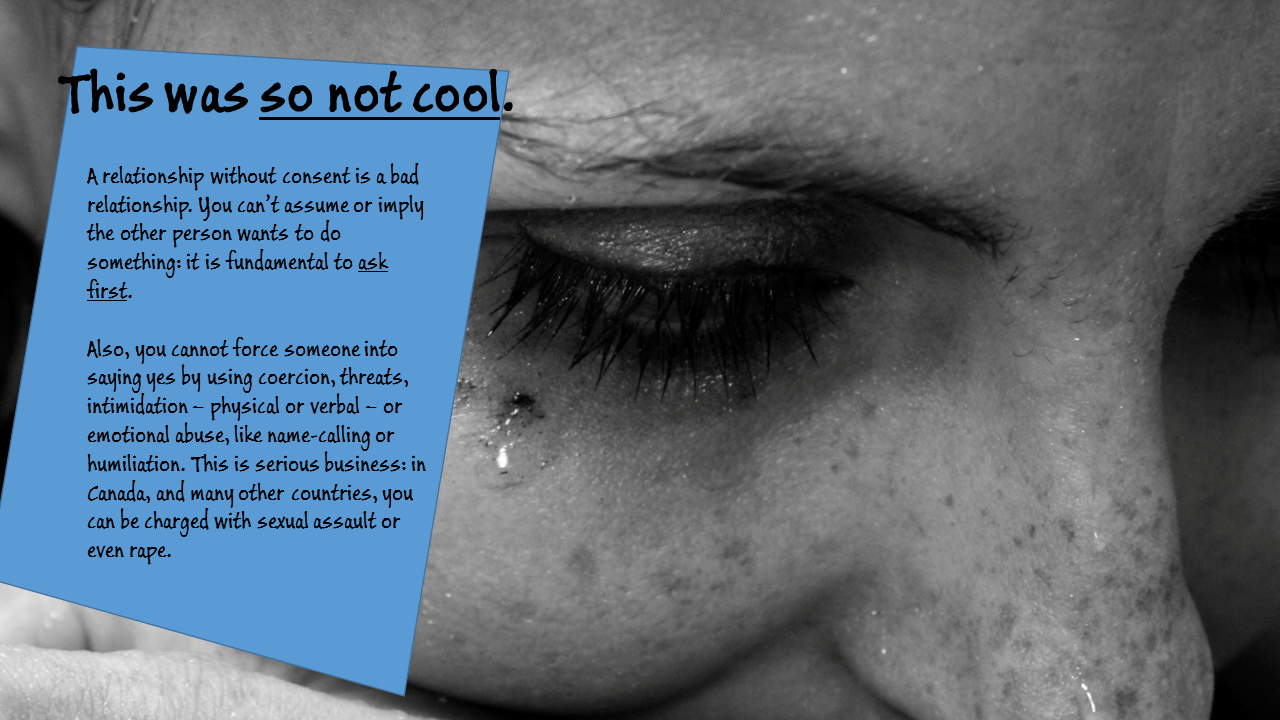 This was so not cool.
A relationship without consent is a bad
relationship. You can't assume or imply
the other person wants to do
something: it is fundamental to ask
first.
Also, you cannot force someone into
saying yes by using coercion, threats,
intimidation – physical or verbal – or
emotional abuse, like name-calling or
humiliation. This is serious business: in
Canada, and many other countries, you
can be charged with sexual assault or
even rape.